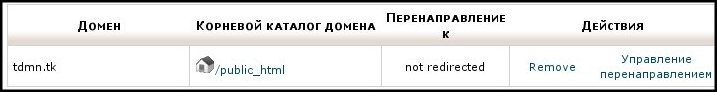 Домен Корневой каталог домена Перенаправление к Действия
tdmn.tk /public_html not redirected Remove Управление перенаправлением